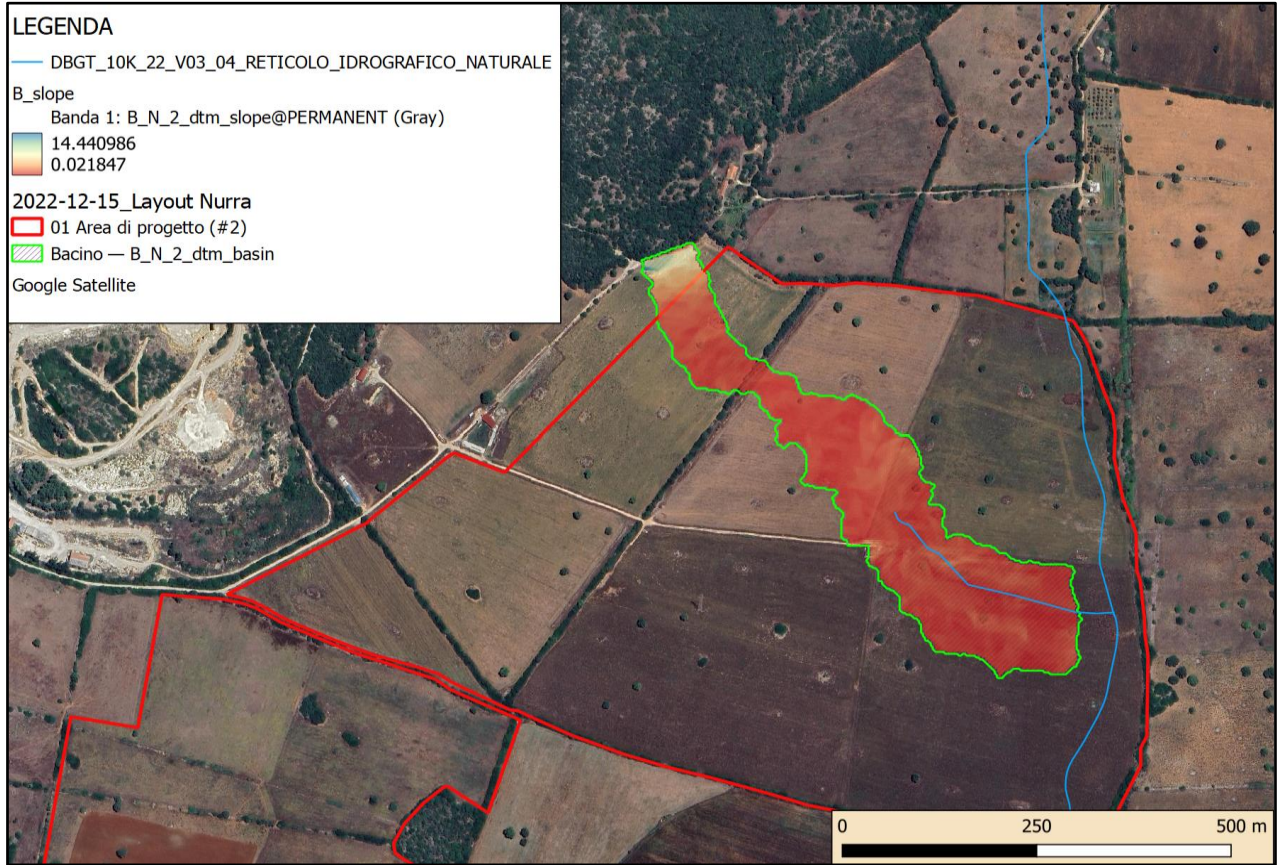 LEGENDA
DBGT_10K_22_V03_04_RETICOLO_IDROGRAFICO_NATURALE
B_slope
Banda 1: B_N_2_dtm_slope@PERMANENT (Gray)
14.440986
0.021847
2022-12-15_Layout Nurra
01 Area di progetto (#2)
Bacino — B_N_2_dtm_basin
Google Satellite
0 250 500 m